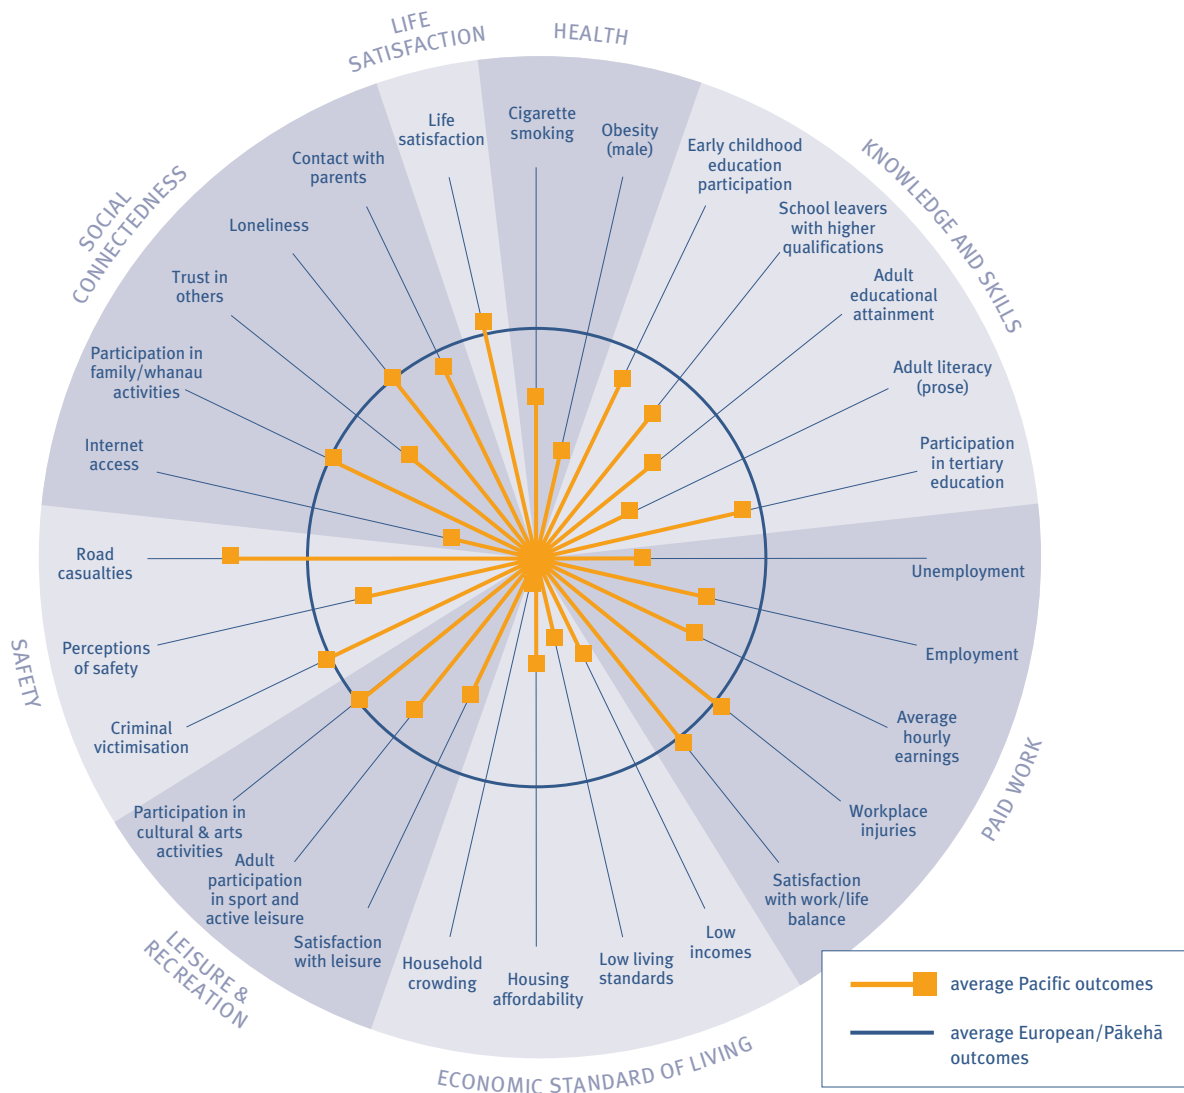 LIFE
SATISFACTION
HEALTH
KNOWLEDGE AND SKILLS
PAID WORK
ECONOMIC STANDARD OF LIVING
LEISURE &
RECREATION
SAFETY
SOCIAL
CONNECTEDNESS
Life
satisfaction
Cigarette
smoking
Obesity
(male)
Early childhood
education
participation
School leavers
with higher
qualifications
Adult
educational
attainment
Adult literacy
(prose)
Participation
in tertiary
education
Unemployment
Employment
Average
hourly
earnings
Workplace
injuries
Satisfaction
with work/life
balance
Low
incomes
Low living
standards
Housing
affordability
Household
crowding
Satisfaction
with leisure
Adult
participation
in sport and
active leisure
Participation in
cultural & arts
activities
Criminal
victimisation
Perceptions
of safety
Road
casualties
Internet
access
Participation in
family/whanau
activities
Trust in
others
Loneliness
Contact with
parents
average Pacific outcomes
average European/Pākehā
outcomes